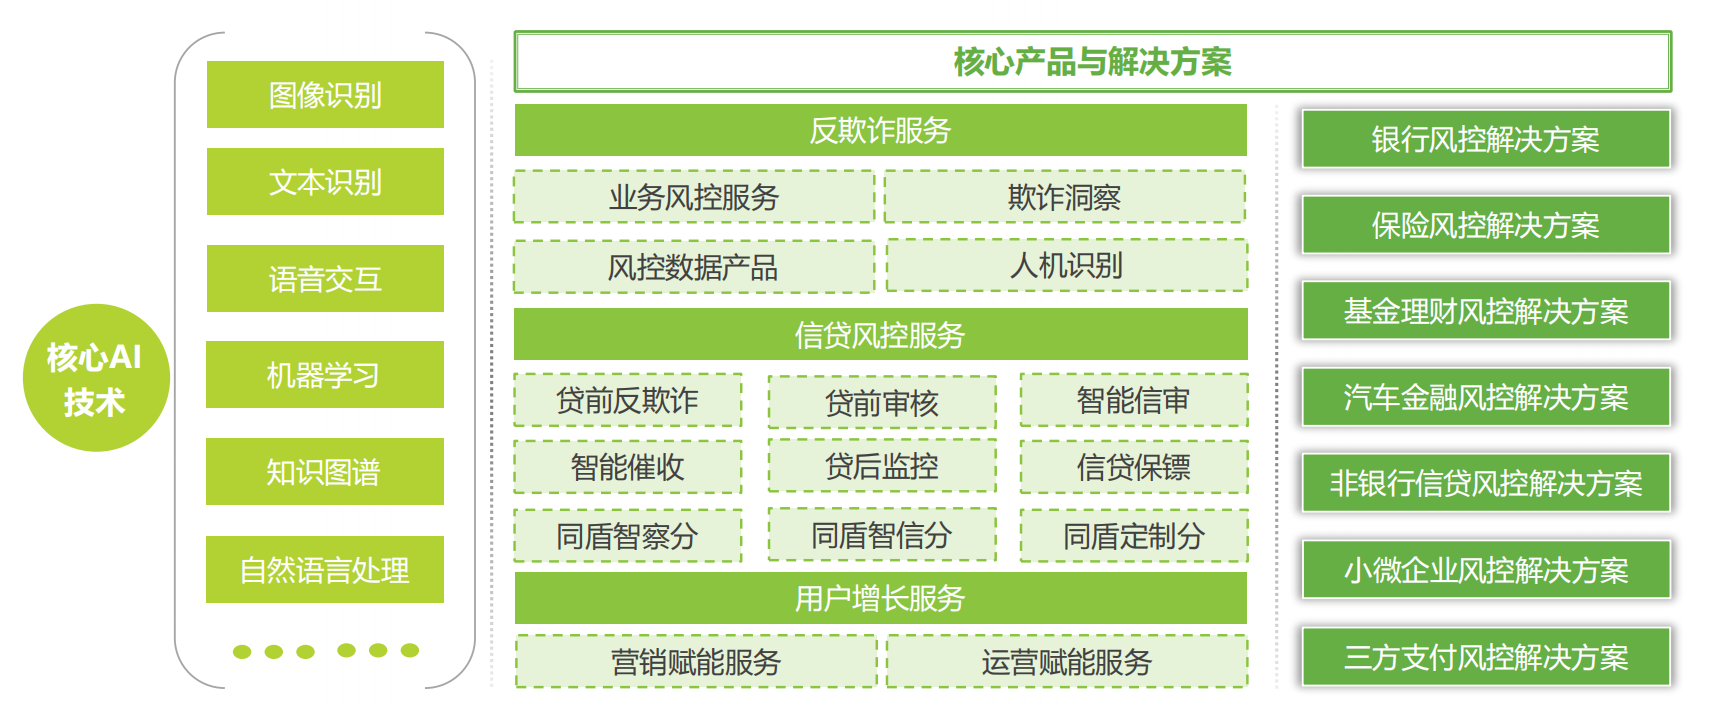 核心AI
技术
图像识别
文本识别
语音交互
机器学习
知识图谱
自然语言处理
核心产品与解决方案
反欺诈服务
业务风控服务
欺诈洞察
风控数据产品
人机识别
信贷风控服务
贷前反欺诈
贷前审核
智能信审
智能催收
贷后监控
信贷保镖
同盾智察分
同盾智信分
同盾定制分
用户增长服务
营销赋能服务
运营赋能服务
银行风控解决方案
保险风控解决方案
基金理财风控解决方案
汽车金融风控解决方案
非银行信贷风控解决方案
小微企业风控解决方案
三方支付风控解决方案